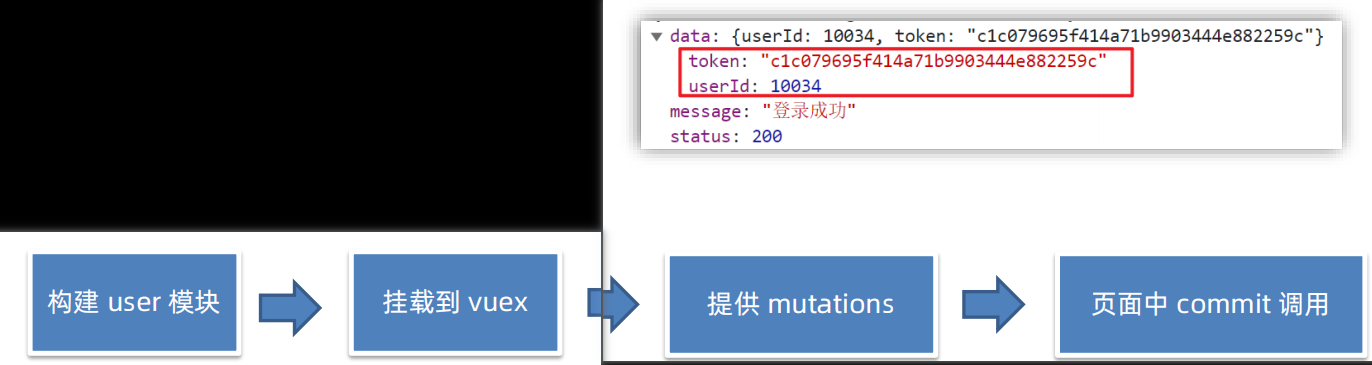 data: {userId: 10034, token: "c1c079695f414a71b9903444e882259c"}
token: "c1c079695f414a71b9903444e882259c"
userId: 10034
message: "登录成功"
status: 200
构建 user 模块
挂载到 vuex
提供 mutations
页面中 commit 调用